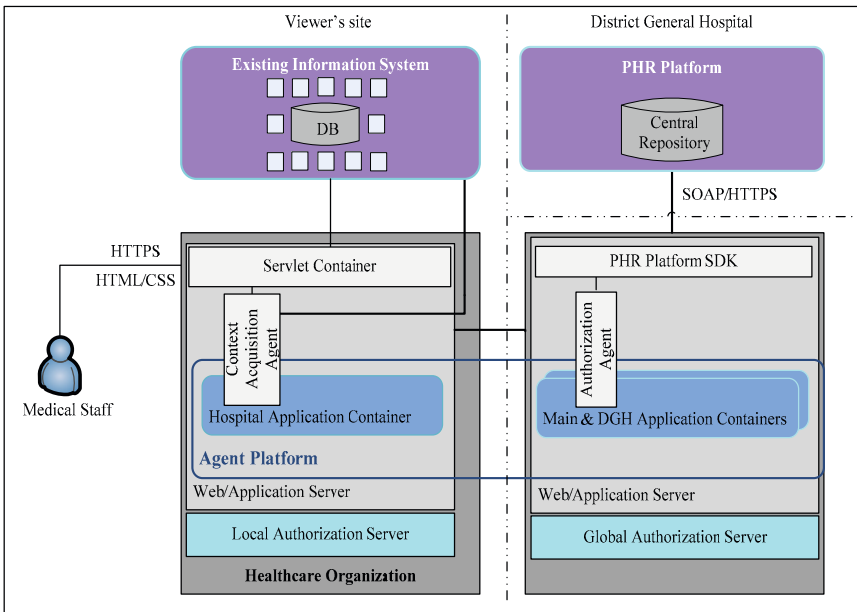 Viewer's site
District General Hospital
Existing Information System
DB
PHR Platform
Central
Repository
SOAP/HTTPS
HTTPS
HTML/CSS
Medical Staff
Servlet Container
Context
Acquisition
Agent
Hospital Application Container
Agent Platform
Web/Application Server
Local Authorization Server
Healthcare Organization
PHR Platform SDK
Authorization
Agent
Main & DGH Application Containers
Web/Application Server
Global Authorization Server